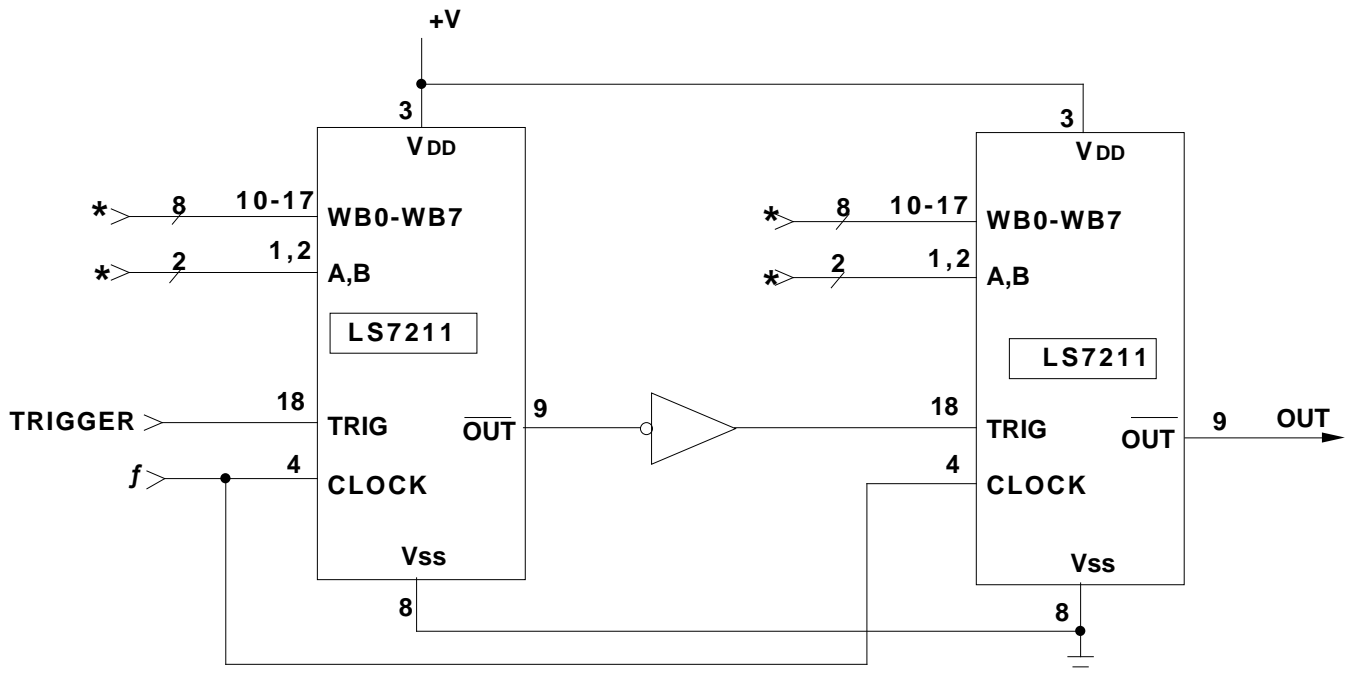 +V
3
VDD
* 8 10-17 WB0-WB7
* 2 1,2 A,B
LS7211
TRIGGER 18 TRIG
OUT 9
ƒ 4 CLOCK
Vss
8
3
VDD
* 8 10-17 WB0-WB7
* 2 1,2 A,B
LS7211
18 TRIG
OUT 9 OUT
4 CLOCK
Vss
8